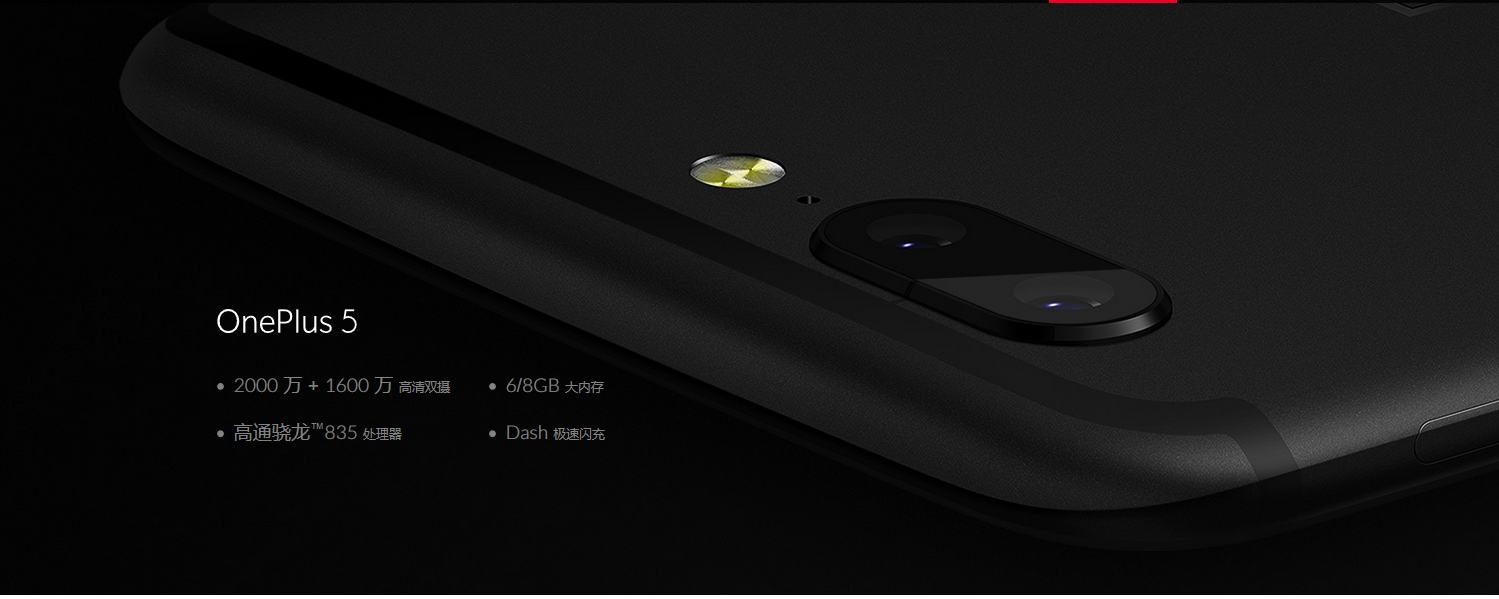 OnePlus 5
2000 万 + 1600 万 高清双摄
6/8GB 大内存
高通骁龙™835 处理器
Dash 极速闪充